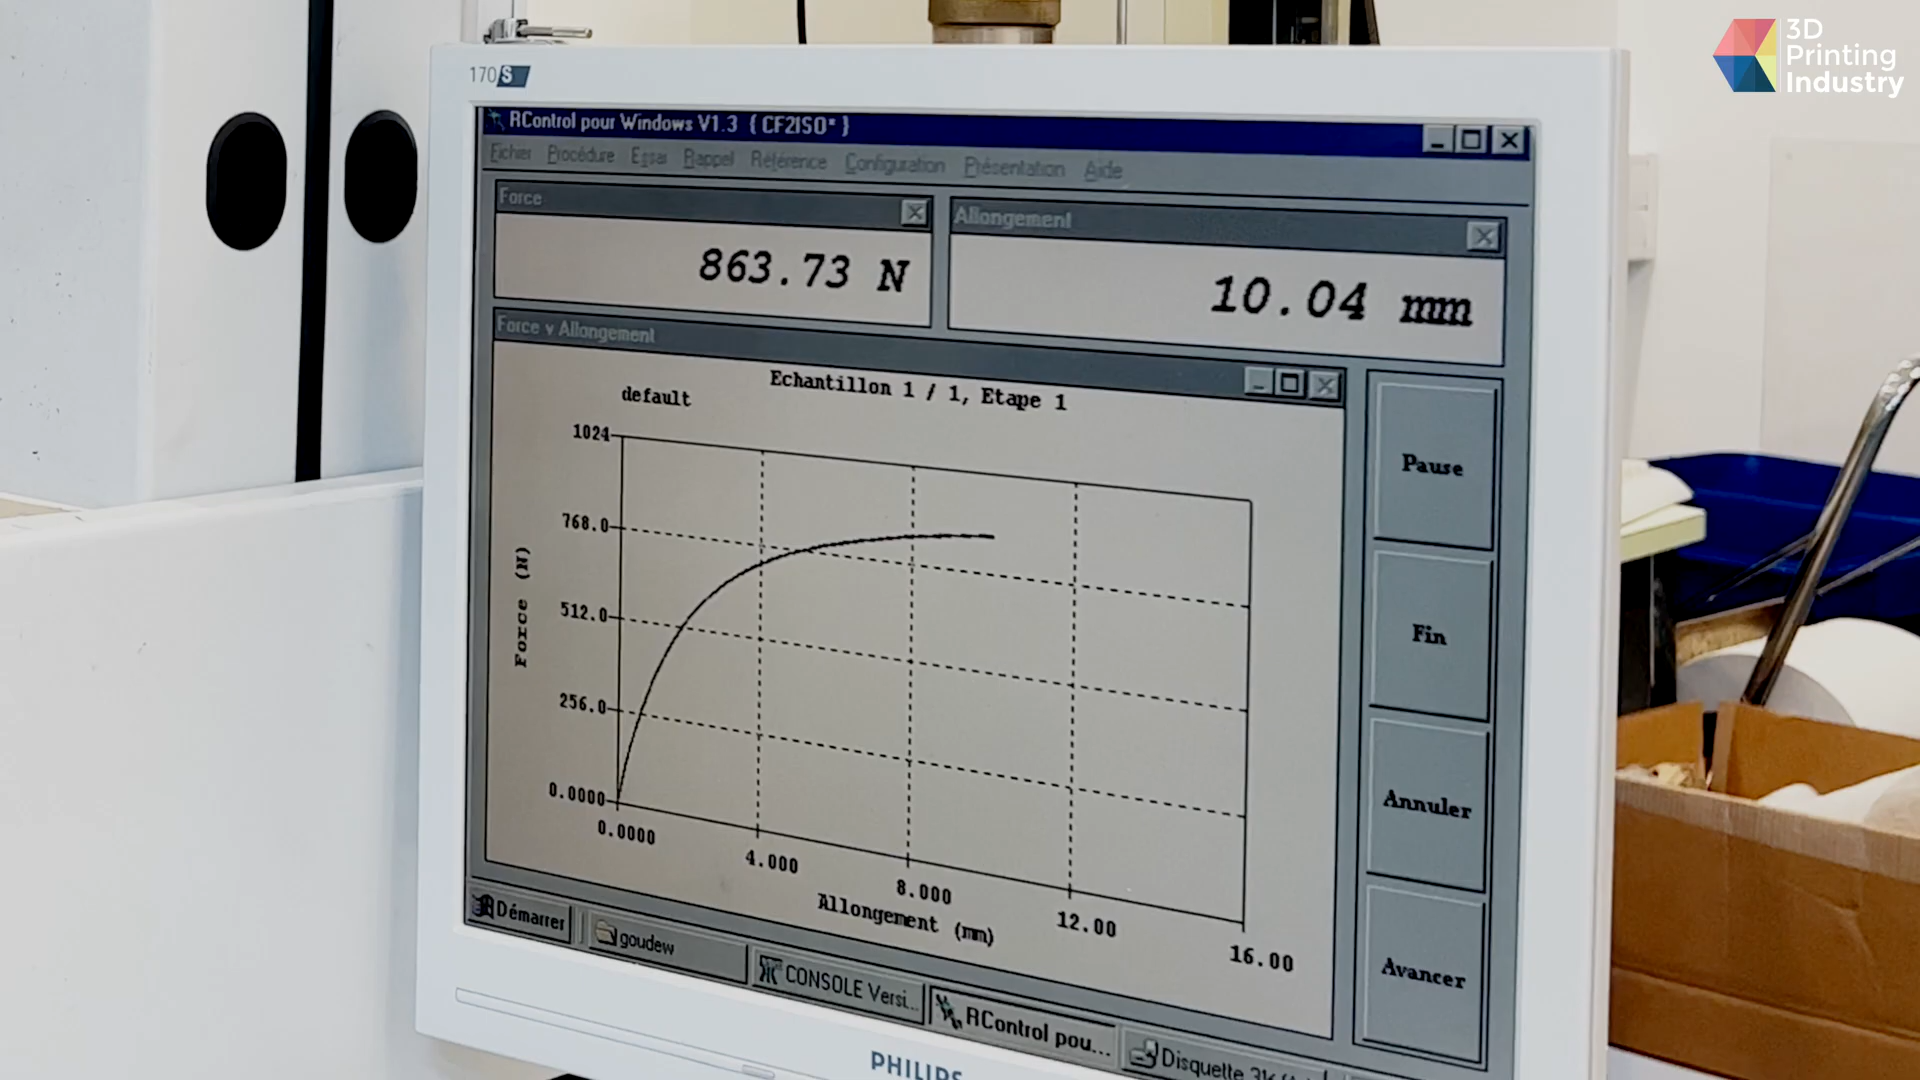 3D
Printing
Industry
170 S
RControl pour Windows V1.3 ( CF2ISO* )
Fichier Procédure Essai Rappel Référence Configuration Présentation Aide
Force
863.73 N
Allongement
10.04 mm
Force v Allongement
Echantillon 1 / 1, Etape 1
default
1024
768.0
512.0
256.0
0.0000
Force (N)
0.0000
4.000
8.000
12.00
16.00
Allongement (mm)
Pause
Fin
Annuler
Avancer
Démarrer
goudew
CONSOLE Versi...
RControl pou...
Disquette
PHILIPS